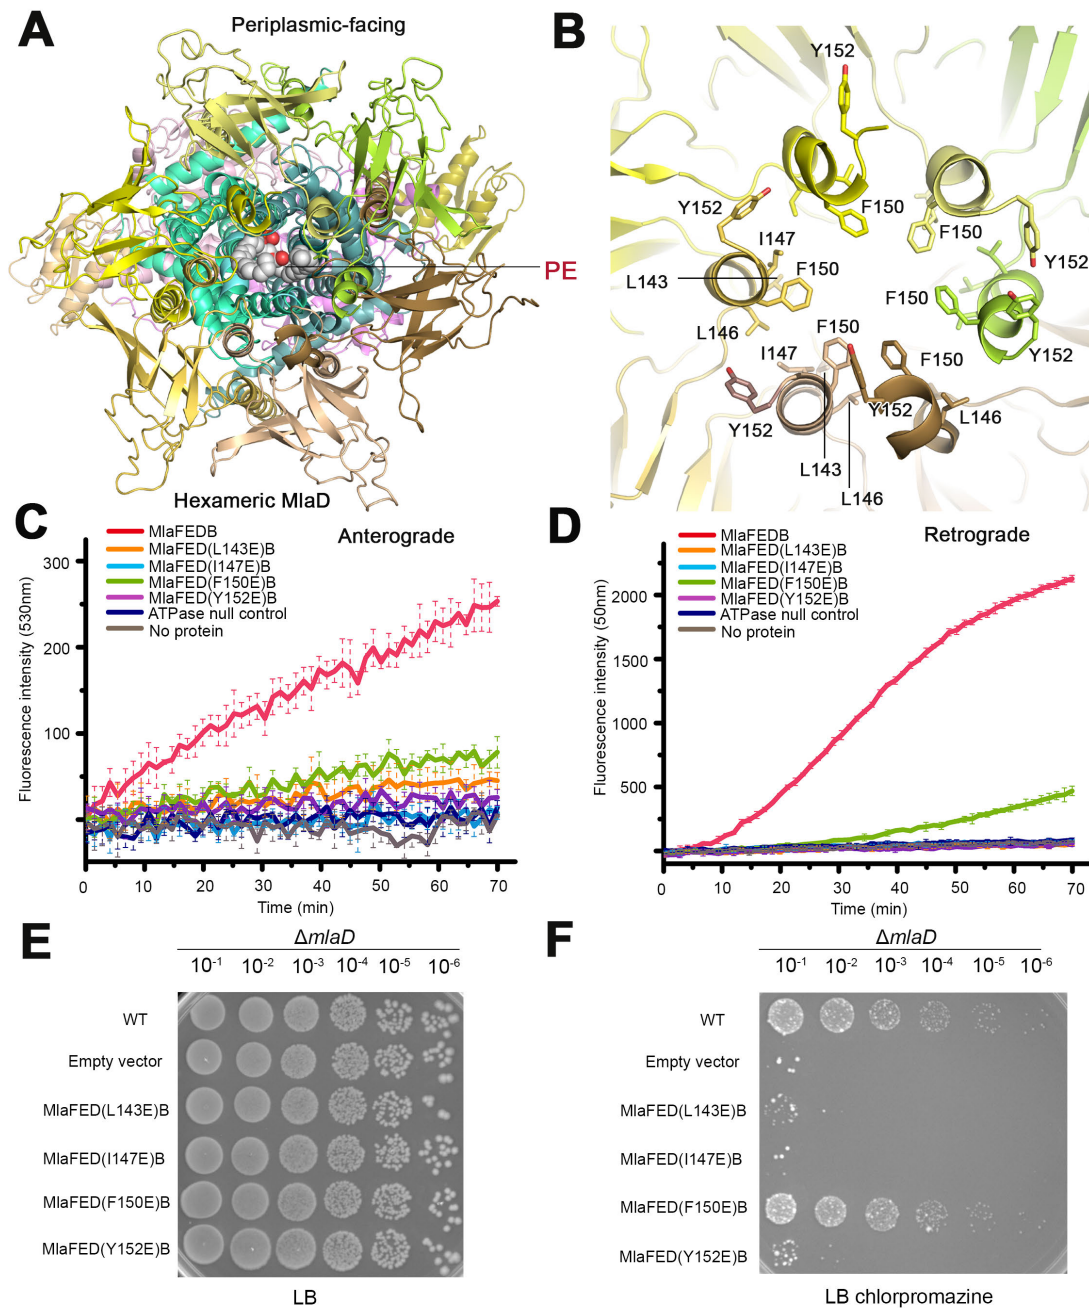 A
Periplasmic-facing
PE
Hexameric MlaD
B
Y152
Y152
F150
I147
F150
Y152
L143
F150
F150
L146
F150
Y152
I147
F150
Y152
L146
Y152
L143
L146
C
Anterograde
MlaFEDB
MlaFED(L143E)B
MlaFED(I147E)B
MlaFED(F150E)B
MlaFED(Y152E)B
ATPase null control
No protein
Fluorescence intensity (530nm)
300
200
100
0 10 20 30 40 50 60 70
Time (min)
D
Retrograde
MlaFEDB
MlaFED(L143E)B
MlaFED(I147E)B
MlaFED(F150E)B
MlaFED(Y152E)B
ATPase null control
No protein
Fluorescence intensity (50nm)
2000
1500
1000
500
0 10 20 30 40 50 60 70
Time (min)
E
ΔmlaD
10-1 10-2 10-3 10-4 10-5 10-6
WT
Empty vector
MlaFED(L143E)B
MlaFED(I147E)B
MlaFED(F150E)B
MlaFED(Y152E)B
LB
F
ΔmlaD
10-1 10-2 10-3 10-4 10-5 10-6
WT
Empty vector
MlaFED(L143E)B
MlaFED(I147E)B
MlaFED(F150E)B
MlaFED(Y152E)B
LB chlorpromazine